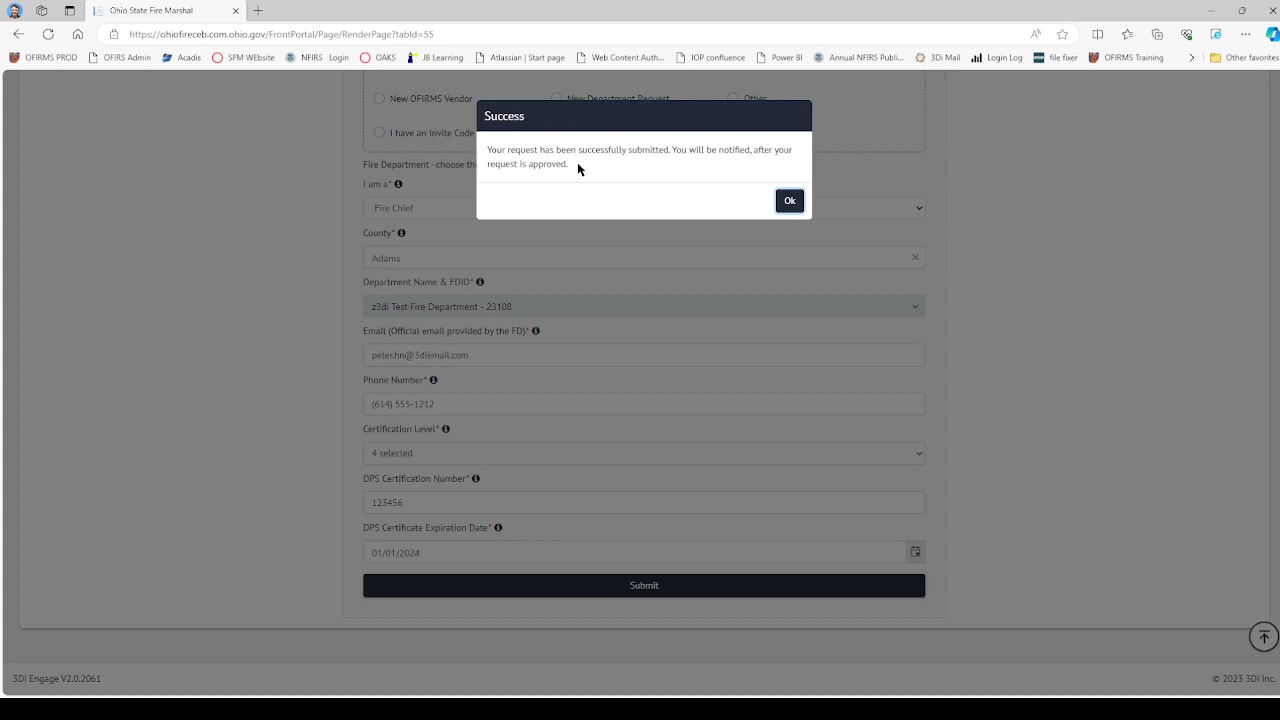 Ohio State Fire Marshal
https://ohiofireceb.com.ohio.gov/FrontPortal/Page/RenderPage?tabId=55
OFIRMS PROD OFIRS Admin Acadis SFM WEbsite NFIRS Login OAKS JB Learning Atlassian | Start page Web Content Auth... IOP confluence Power BI Annual NFIRS Publi... 3Di Mail Login Log file fixer OFIRMS Training Other favorites
New OFIRMS Vendor New Department Request Other
Success
I have an Invite Code
Your request has been successfully submitted. You will be notified, after your
request is approved.
Fire Department - choose
I am a*
Ok
Fire Chief
County*
Adams
Department Name & FDID*
z3di Test Fire Department - 23108
Email (Official email provided by the FD)*
peter.hn@3diemail.com
Phone Number*
(614) 555-1212
Certification Level*
4 selected
DPS Certification Number*
123456
DPS Certificate Expiration Date*
01/01/2024
Submit
3DI Engage V2.0.2061
© 2023 3DI Inc.